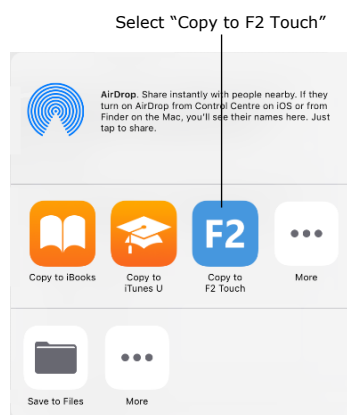 Select “Copy to F2 Touch”
AirDrop. Share instantly with people nearby. If they
turn on AirDrop from Control Centre on iOS or from
Finder on the Mac, you'll see their names here. Just
tap to share.
F2
Copy to iBooks
Copy to
iTunes U
Copy to
F2 Touch
More
Save to Files
More